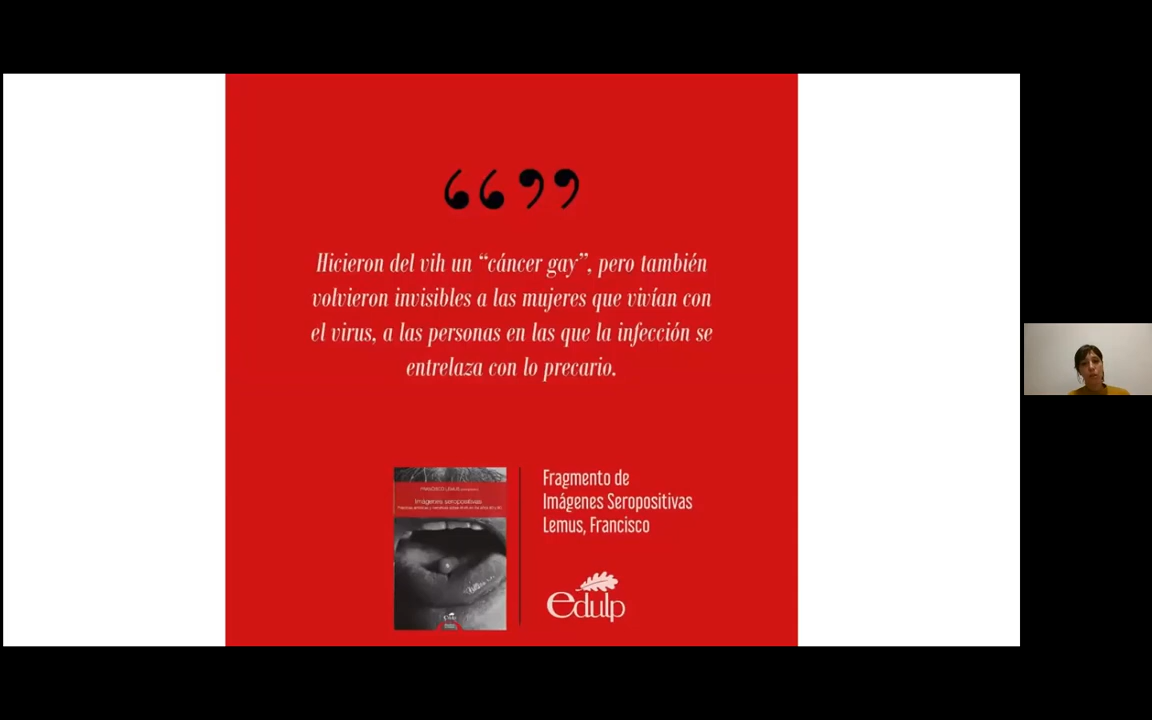 Hicieron del vih un “cáncer gay”, pero también
volvieron invisibles a las mujeres que vivían con
el virus, a las personas en las que la infección se
entrelaza con lo precario.
FRANCISCO LEMUS
Imágenes seropositivas
Fragmento de
Imágenes Seropositivas
Lemus, Francisco
edulp